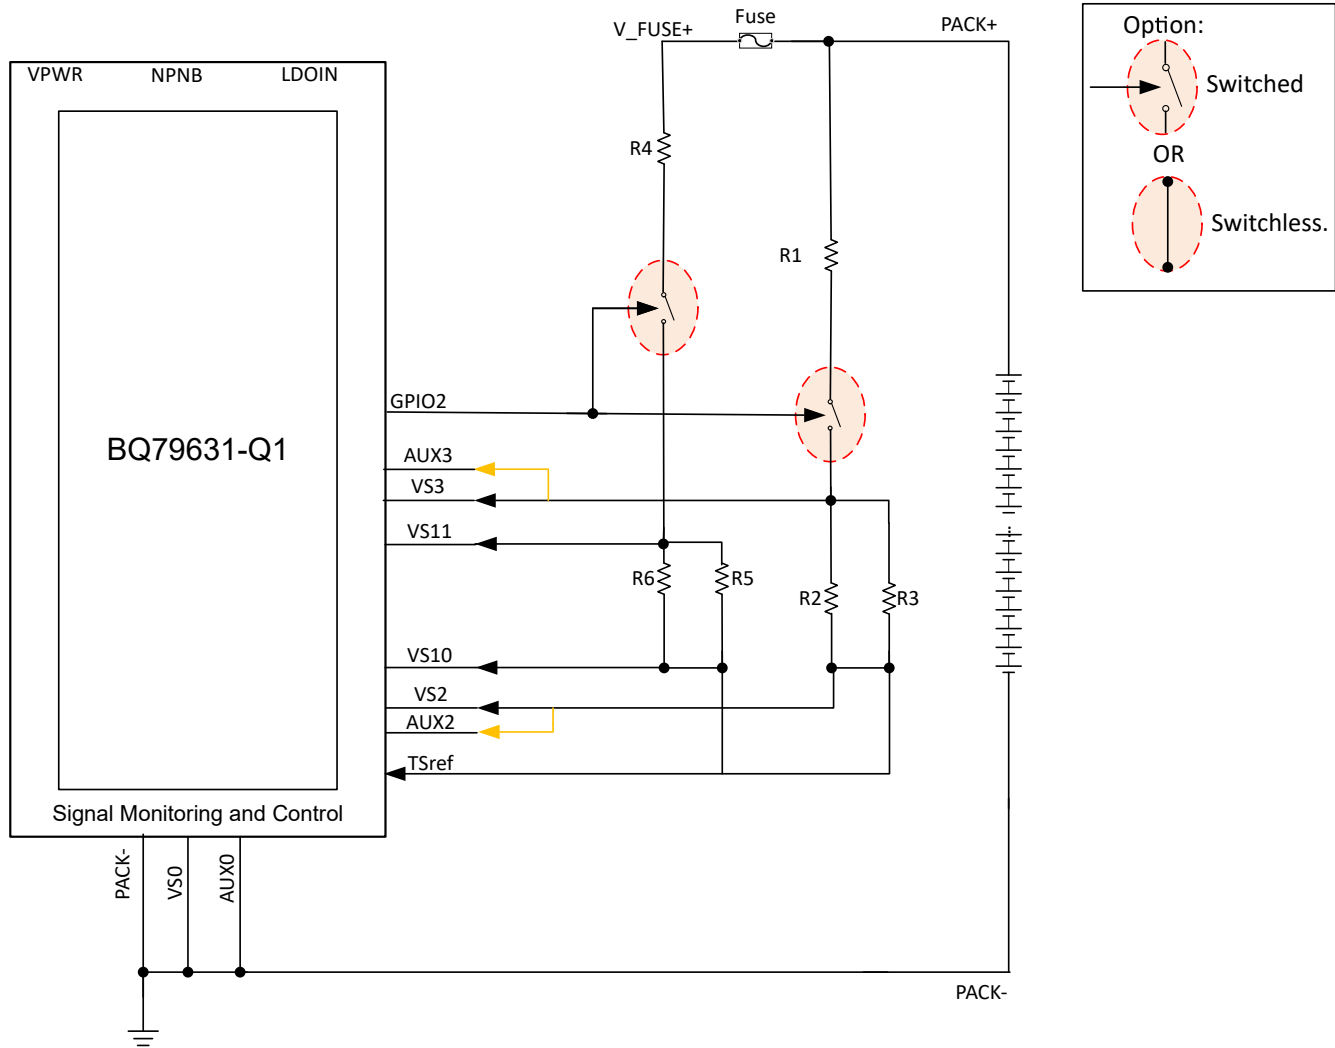 Fuse
V_FUSE+
PACK+
Option:
Switched
OR
Switchless.
VPWR
NPNB
LDOIN
R4
R1
GPIO2
BQ79631-Q1
AUX3
VS3
VS11
R6
R5
R2
R3
VS10
VS2
AUX2
TSref
Signal Monitoring and Control
PACK-
VS0
AUX0
PACK-